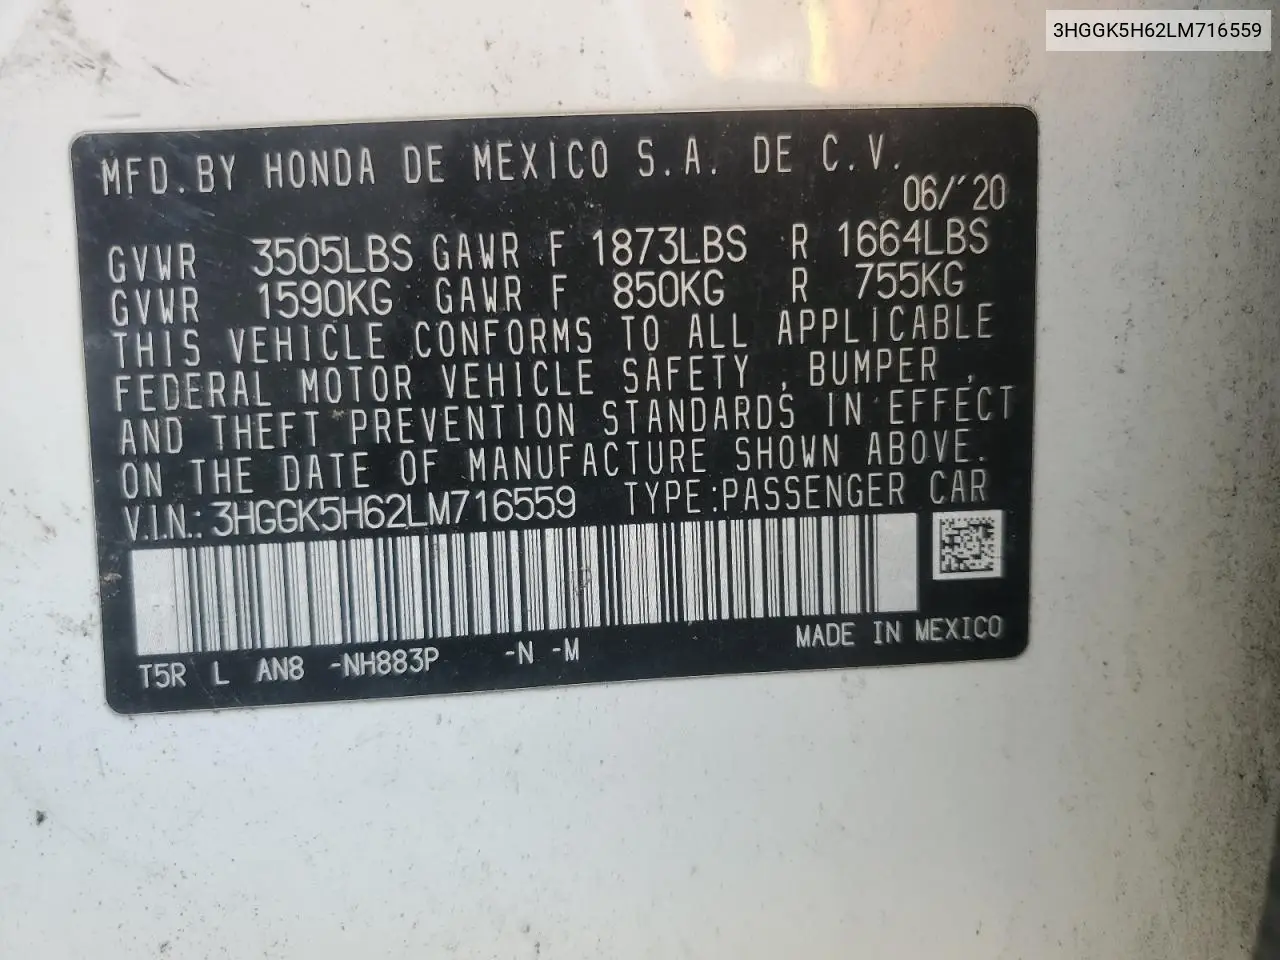 3HGGK5H62LM716559
MFD.BY HONDA DE MEXICO S.A. DE C.V.
06/'20
GVWR 3505LBS GAWR F 1873LBS R 1664LBS
GVWR 1590KG GAWR F 850KG R 755KG
THIS VEHICLE CONFORMS TO ALL APPLICABLE
FEDERAL MOTOR VEHICLE SAFETY , BUMPER ,
AND THEFT PREVENTION STANDARDS IN EFFECT
ON THE DATE OF MANUFACTURE SHOWN ABOVE.
V.I.N.: 3HGGK5H62LM716559 TYPE:PASSENGER CAR
MADE IN MEXICO
T5R L AN8 -NH883P -N -M